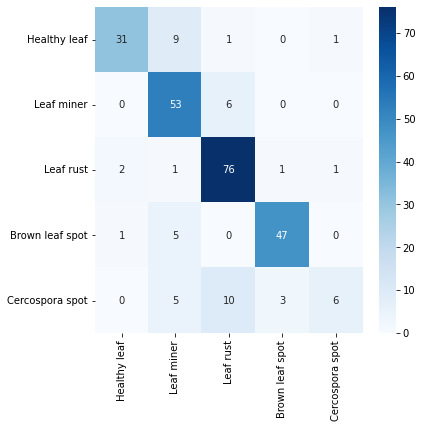 Healthy leaf 31 9 1 0 1
Leaf miner 0 53 6 0 0
Leaf rust 2 1 76 1 1
Brown leaf spot 1 5 0 47 0
Cercospora spot 0 5 10 3 6
Healthy leaf
Leaf miner
Leaf rust
Brown leaf spot
Cercospora spot
70
60
50
40
30
20
10
0